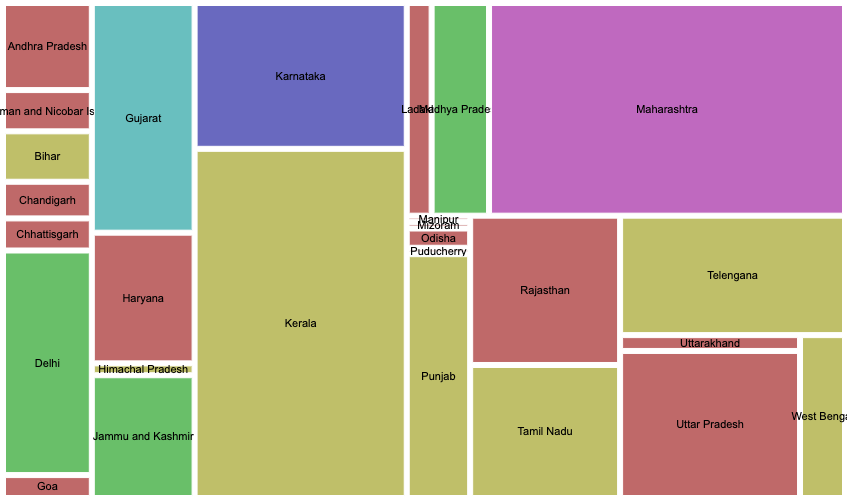 Andhra Pradesh
man and Nicobar Is
Bihar
Chandigarh
Chhattisgarh
Delhi
Goa
Gujarat
Haryana
Himachal Pradesh
Jammu and Kashmir
Karnataka
Kerala
Ladakh
Madhya Prade
Maharashtra
Manipur
Mizoram
Odisha
Puducherry
Punjab
Rajasthan
Tamil Nadu
Telengana
Uttarakhand
Uttar Pradesh
West Benga